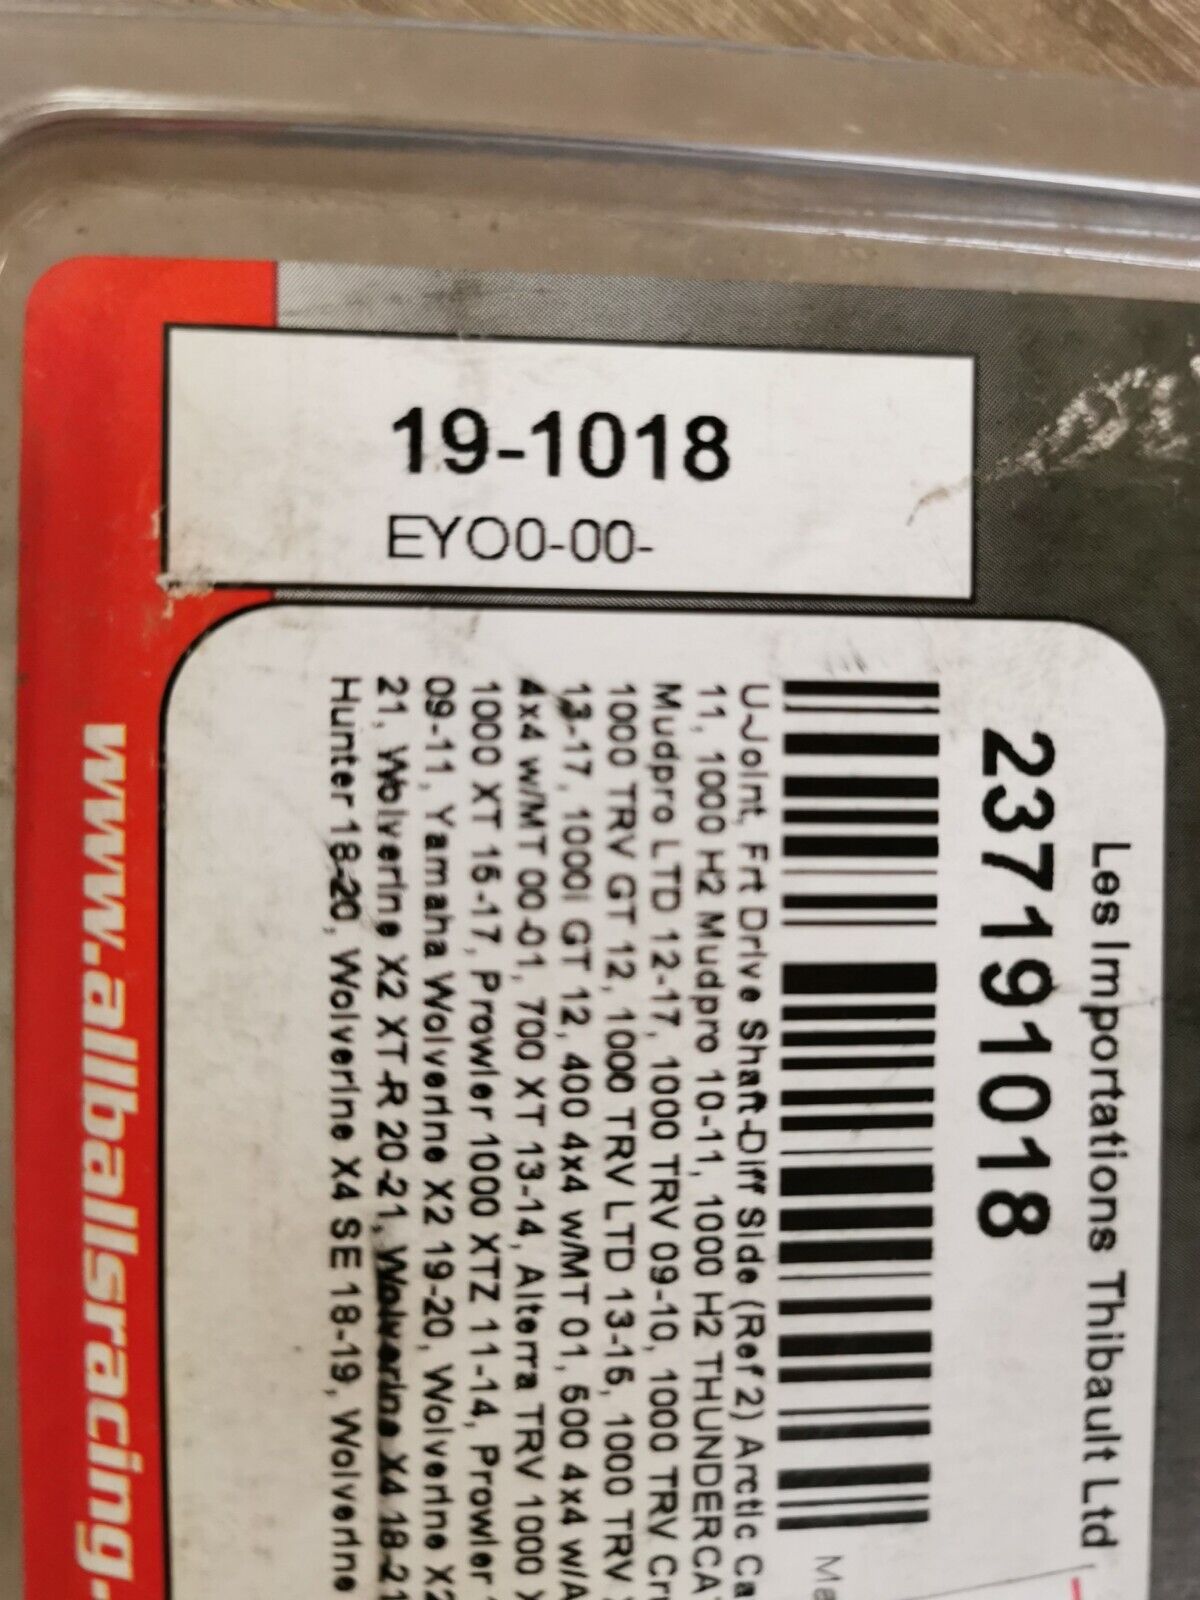 19-1018
EYO0-00-
Les Importations Thibault Ltd
237191018
U-Joint, Frt Drive Shaft-Diff Side (Ref 2) Arctic Ca
11, 1000 H2 Mudpro 10-11, 1000 H2 THUNDERCA
Mudpro LTD 12-17, 1000 TRV 09-10, 1000 TRV Cru
1000 TRV GT 12, 1000 TRV LTD 13-16, 1000 TRV
13-17, 1000i GT 12, 400 4x4 w/MT 01, 500 4x4 w/A
4x4 w/MT 00-01, 700 XT 13-14, Alterra TRV 1000 X
1000 XT 16-17, Prowler 1000 XTZ 11-14, Prowler
09-11, Yamaha Wolverine X2 19-20, Wolverine X2
21, Wolverine X2 XT-R 20-21, Wolverine X4 18-21
Hunter 18-20, Wolverine X4 SE 18-19, Wolverine
Ma
www.allballsracing.